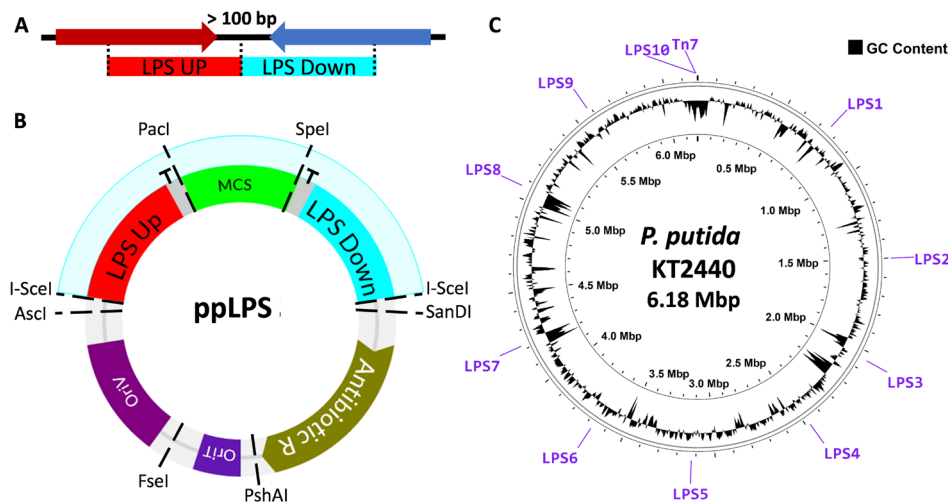 A
> 100 bp
LPS UP
LPS Down
B
PacI
SpeI
MCS
LPS Up
LPS Down
I-SceI
I-SceI
AscI
SanDI
ppLPS
OriV
Antibiotic R
OriT
FseI
PshAI
C
GC Content
LPS10
Tn7
LPS9
LPS1
LPS8
LPS2
LPS7
LPS3
LPS6
LPS4
LPS5
6.0 Mbp
0.5 Mbp
5.5 Mbp
1.0 Mbp
5.0 Mbp
1.5 Mbp
4.5 Mbp
2.0 Mbp
4.0 Mbp
2.5 Mbp
3.5 Mbp
3.0 Mbp
P. putida
KT2440
6.18 Mbp